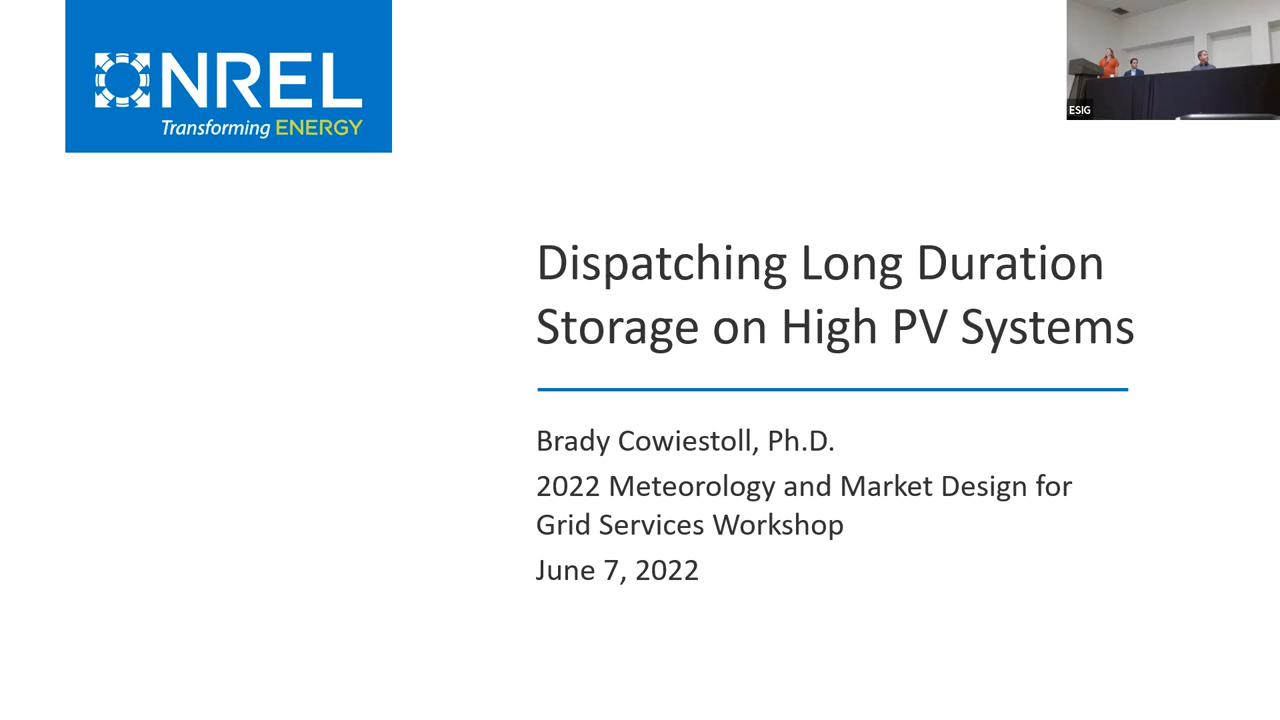 NREL
Transforming ENERGY
ESIG
Dispatching Long Duration
Storage on High PV Systems
Brady Cowiestoll, Ph.D.
2022 Meteorology and Market Design for
Grid Services Workshop
June 7, 2022